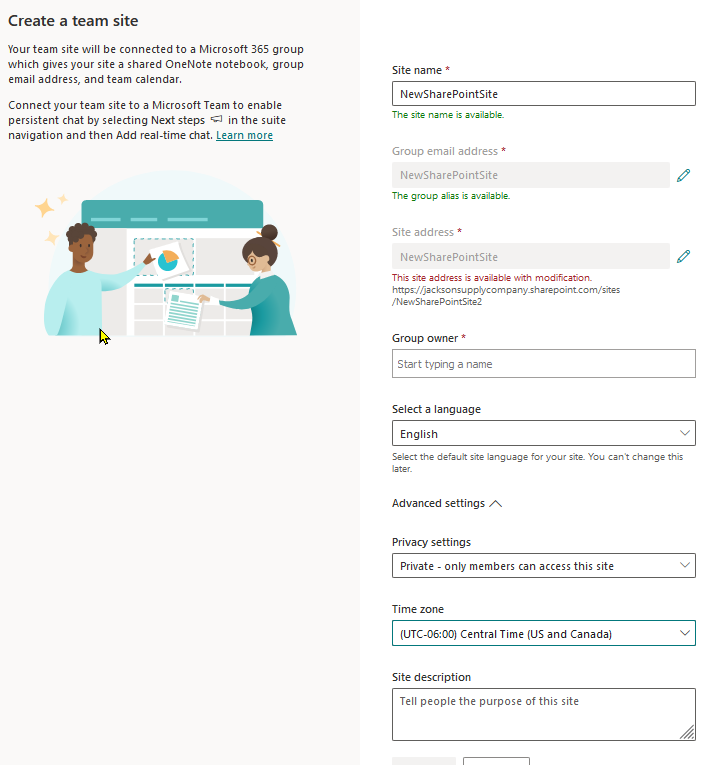 Create a team site
Your team site will be connected to a Microsoft 365 group
which gives your site a shared OneNote notebook, group
email address, and team calendar.
Connect your team site to a Microsoft Team to enable
persistent chat by selecting Next steps in the suite
navigation and then Add real-time chat. Learn more
Site name *
NewSharePointSite
The site name is available.
Group email address *
NewSharePointSite
The group alias is available.
Site address *
NewSharePointSite
This site address is available with modification.
https://jacksonsupplycompany.sharepoint.com/sites
/NewSharePointSite2
Group owner *
Start typing a name
Select a language
English
Select the default site language for your site. You can't change this
later.
Advanced settings
Privacy settings
Private - only members can access this site
Time zone
(UTC-06:00) Central Time (US and Canada)
Site description
Tell people the purpose of this site